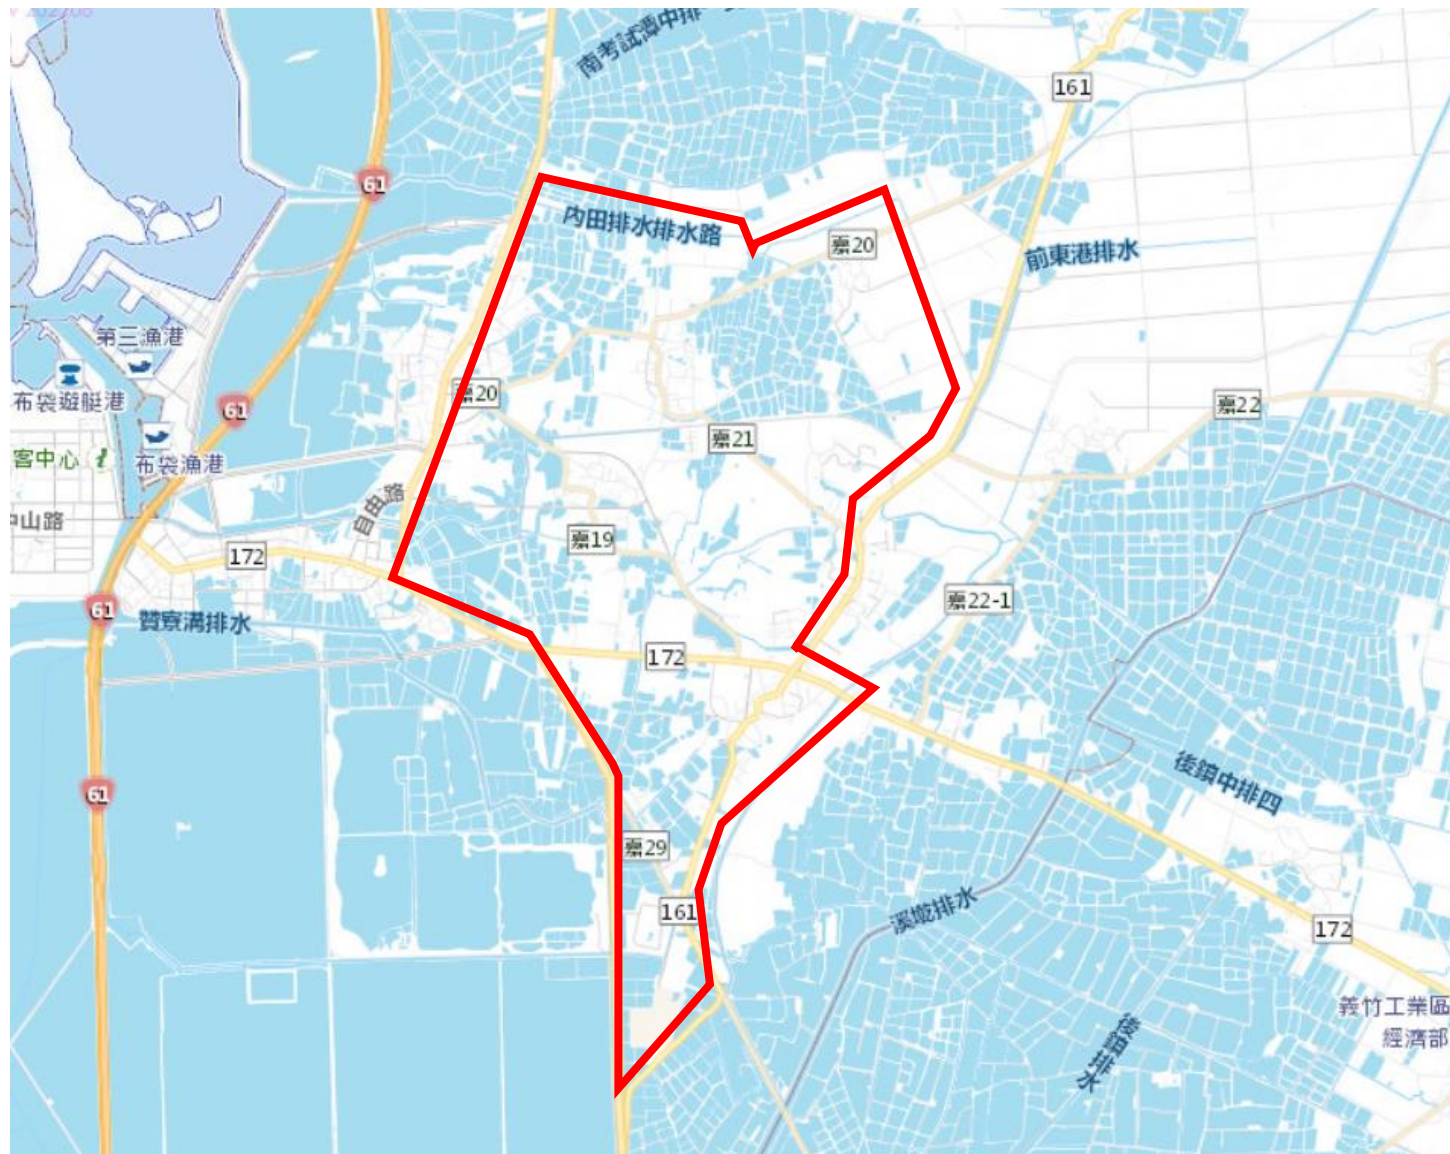 南考試潭中排
161
61
內田排水排水路
嘉20
前東港排水
第三漁港
布袋遊艇港
嘉20
嘉22
61
嘉21
客中心
布袋漁港
自由路
中山路
嘉19
172
嘉22-1
61
贊寮溝排水
172
後鎮中排四
61
嘉29
溪墘排水
161
172
義竹工業區
經濟部
後鎮排水